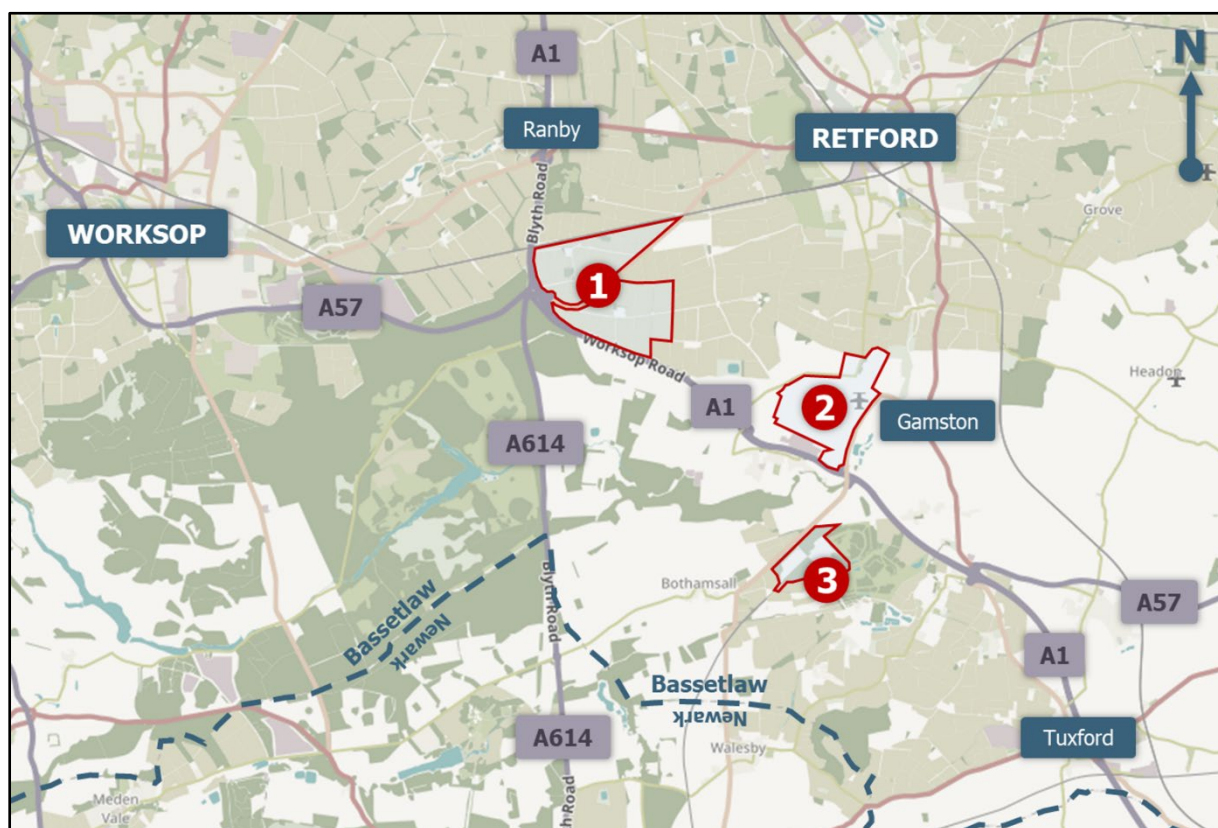 A1
N
Ranby
RETFORD
Blyth Road
Grove
WORKSOP
1
A57
Worksop Road
A1
2
Gamston
Headon
A614
3
Bothamsall
Blyth Road
Bassetlaw
Newark
A57
A1
Bassetlaw
Newark
A614
Walesby
Tuxford
Meden
Vale